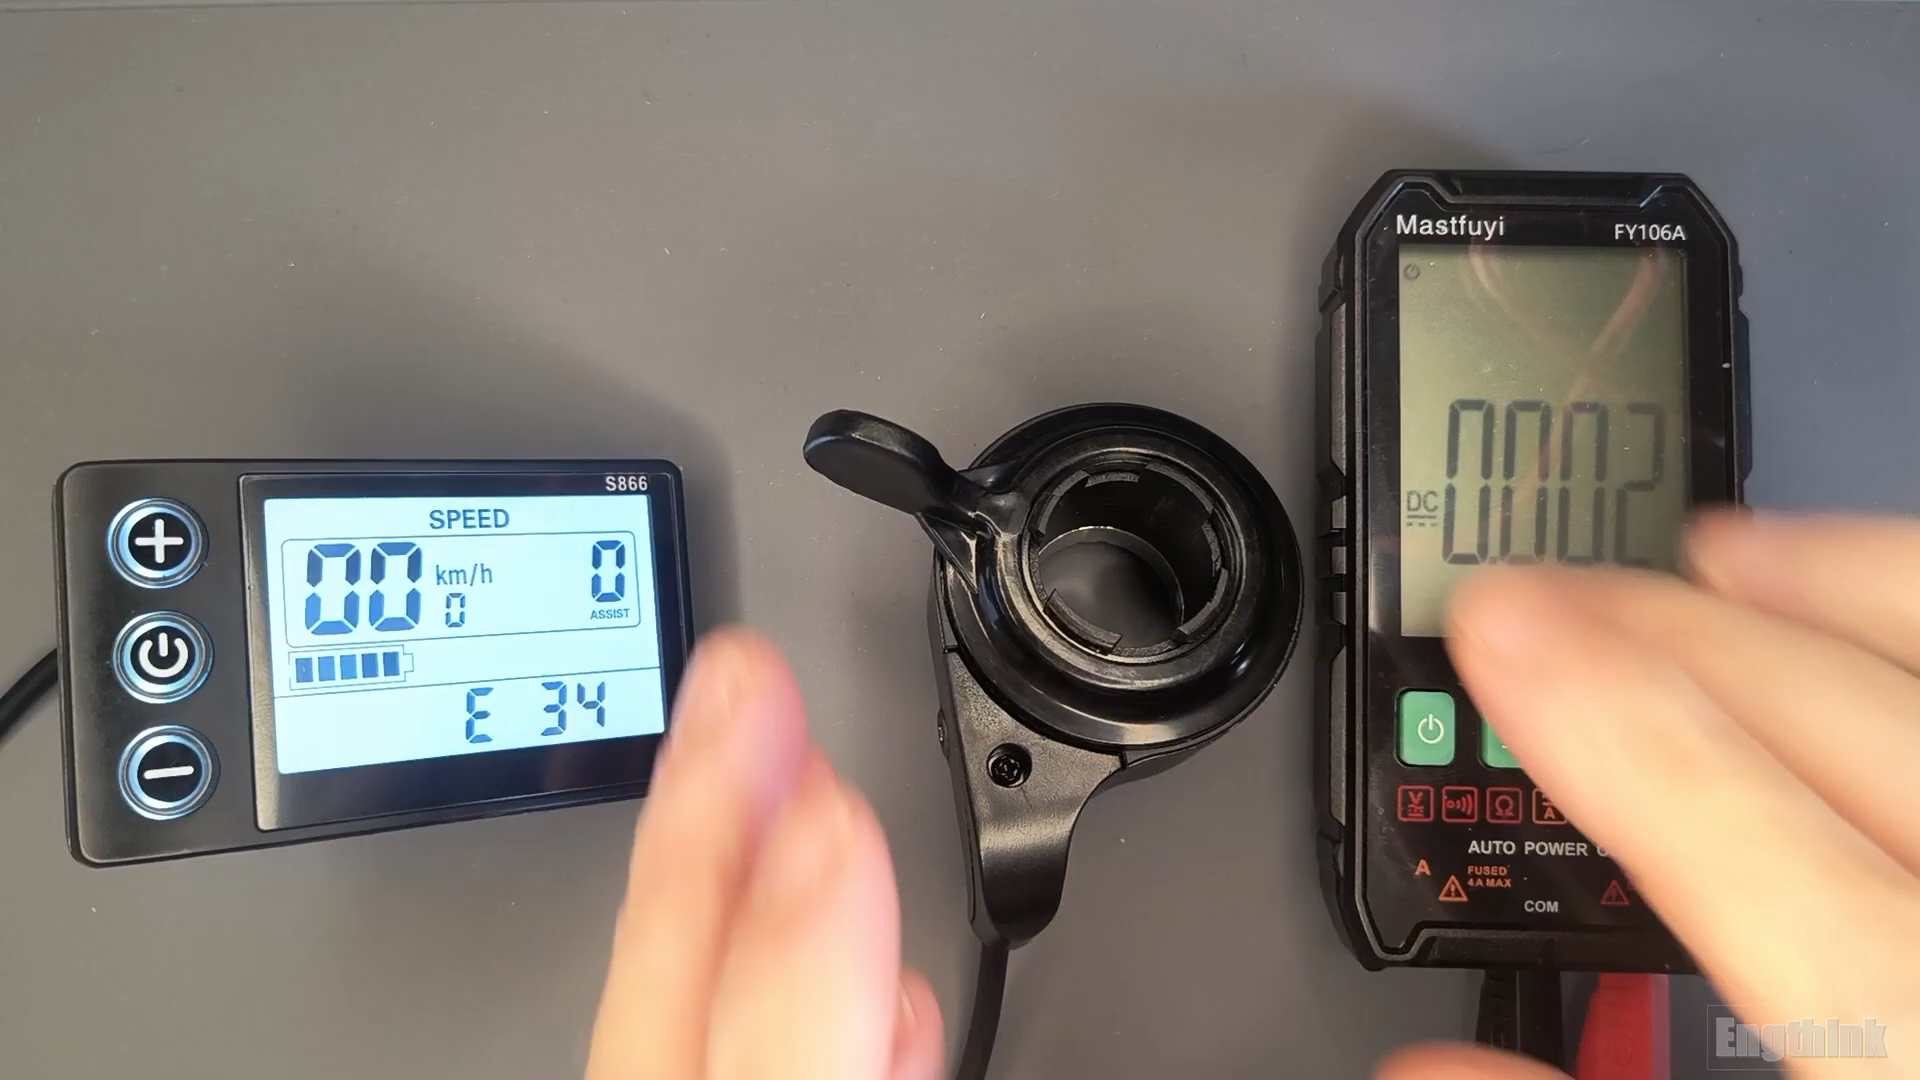 S866
SPEED
00 km/h 0
0 ASSIST
E 34
Mastfuyi FY106A
DC 0.002
Ω
A
AUTO POWER
A FUSED
4A MAX
COM
Engthink